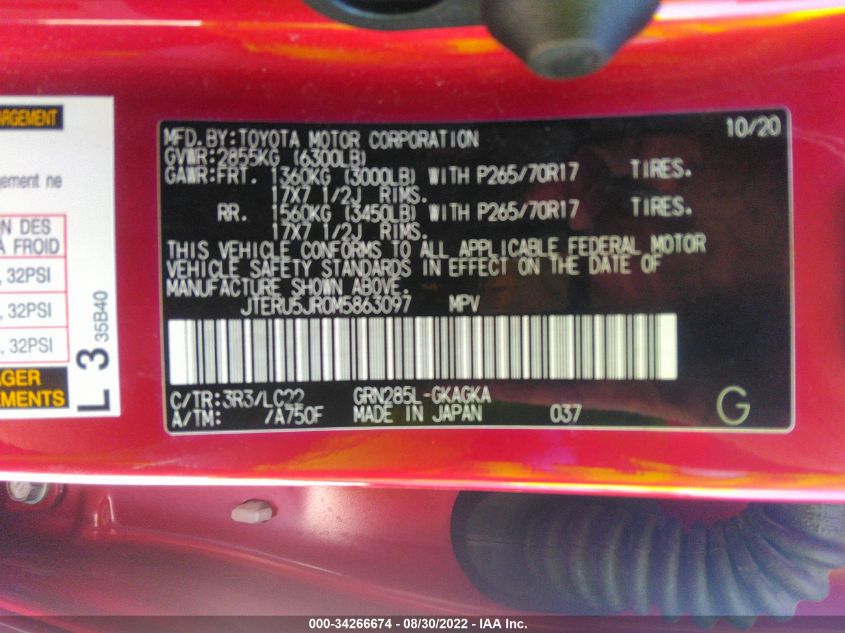 ARGEMENT
gement ne
N DES
À FROID
, 32PSI
, 32PSI
, 32PSI
AGER
EMENTS
L 3 35B40
10/20
MFD.BY:TOYOTA MOTOR CORPORATION
GVWR:2855KG (6300LB)
GAWR:FRT. 1360KG (3000LB) WITH P265/70R17 TIRES.
17X7 1/2J RIMS.
RR. 1560KG (3450LB) WITH P265/70R17 TIRES.
17X7 1/2J RIMS.
THIS VEHICLE CONFORMS TO ALL APPLICABLE FEDERAL MOTOR
VEHICLE SAFETY STANDARDS IN EFFECT ON THE DATE OF
MANUFACTURE SHOWN ABOVE.
JTERU5JR0M5863097 MPV
C/TR:3R3/LC22 GRN285L-GKAGKA
A/TM: /A750F MADE IN JAPAN 037 G
000-34266674 - 08/30/2022 - IAA Inc.